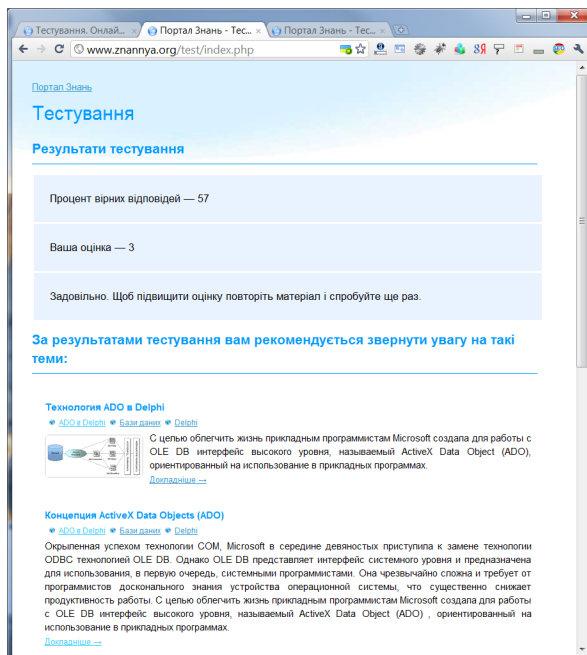 Тестування. Онлай...
Портал Знань - Тес...
Портал Знань - Тес...
www.znannya.org/test/index.php
Портал Знань
Тестування
Результати тестування
Процент вірних відповідей — 57
Ваша оцінка — 3
Задовільно. Щоб підвищити оцінку повторіть матеріал і спробуйте ще раз.
За результатами тестування вам рекомендується звернути увагу на такі
теми:
Технология ADO в Delphi
ADO в Delphi Бази даних Delphi
С целью облегчить жизнь прикладным программистам Microsoft создала для работы с
OLE DB интерфейс высокого уровня, называемый ActiveX Data Object (ADO),
ориентированный на использование в прикладных программах.
Докладніше →
Концепция ActiveX Data Objects (ADO)
ADO в Delphi Бази даних Delphi
Окрыленная успехом технологии COM, Microsoft в середине девяностых приступила к замене технологии
ODBC технологией OLE DB. Однако OLE DB представляет интерфейс системного уровня и предназначена
для использования, в первую очередь, системными программистами. Она чрезвычайно сложна и требует от
программистов досконального знания устройства операционной системы, что существенно снижает
продуктивность работы. С целью облегчить жизнь прикладным программистам Microsoft создала для работы
с OLE DB интерфейс высокого уровня, называемый ActiveX Data Object (ADO) , ориентированный на
использование в прикладных программах.
Докладніше →